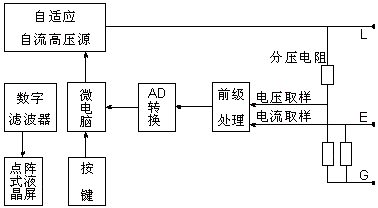 自适应
自流高压源
L
分压电阻
数字
滤波器
微电脑
AD
转换
前级
处理
电压取样
电流取样
E
点阵
式液
晶屏
按
键
G